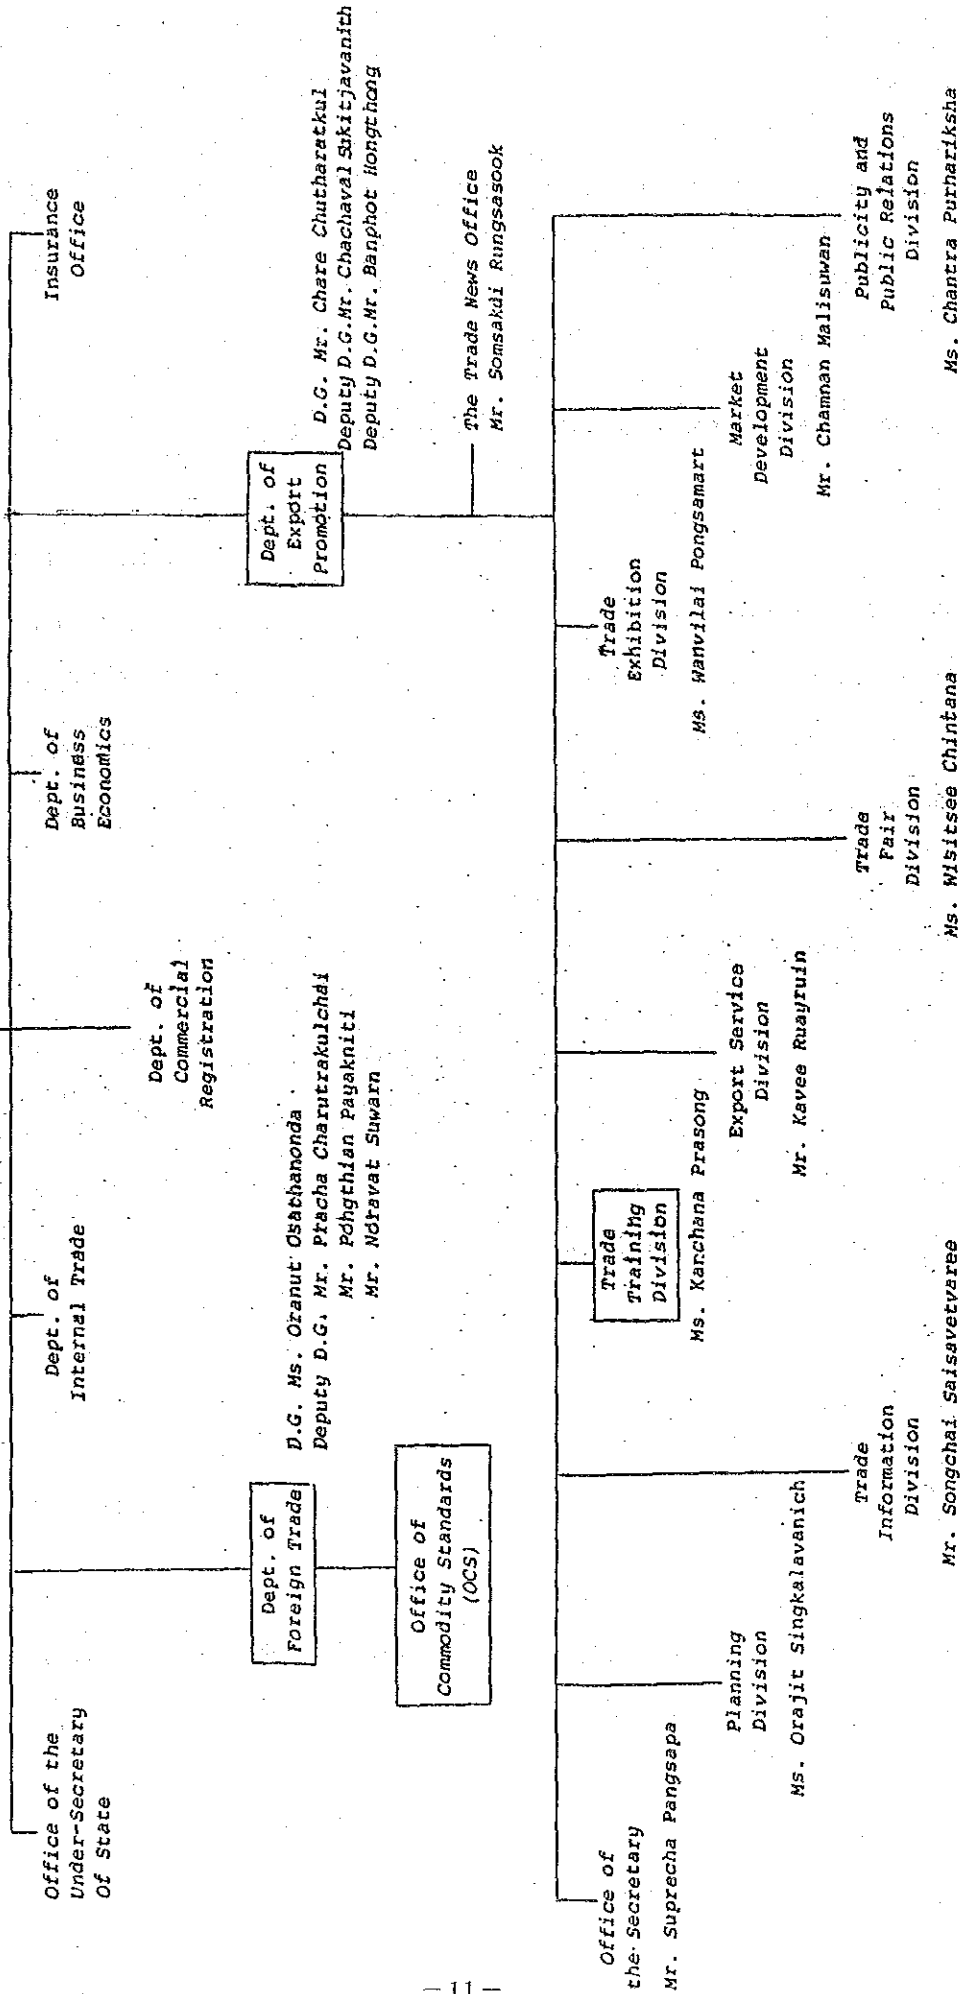 Office of the
Under-Secretary
Of State
Dept. of
Foreign Trade
D.G. Ms. Oranut Osathanonda
Deputy D.G. Mr. Pracha Charutrakulchai
Mr. Pongthian Payakniti
Mr. Ndravat Suwarn
Office of
Commodity Standards
(OCS)
Dept. of
Internal Trade
Dept. of
Commercial
Registration
Dept. of
Business
Economics
Dept. of
Export
Promotion
D.G. Mr. Chare Chutharatkul
Deputy D.G.Mr. Chachaval Sukitjavanith
Deputy D.G.Mr. Banphot Hongthong
Insurance
Office
The Trade News Office
Mr. Somsakdi Rungsasook
Office of
the Secretary
Mr. Suprecha Pangsapa
Planning
Division
Ms. Orajit Singkalavanich
Trade
Information
Division
Mr. Songchai Saisavetvaree
Trade
Training
Division
Ms. Kanchana Prasong
Export Service
Division
Mr. Kavee Ruayruin
Trade
Fair
Division
Ms. Wisitsee Chintana
Trade
Exhibition
Division
Ms. Wanvilai Pongsamart
Market
Development
Division
Mr. Chamnan Malisuwan
Publicity and
Public Relations
Division
Ms. Chantra Purnariksha
— 11 —